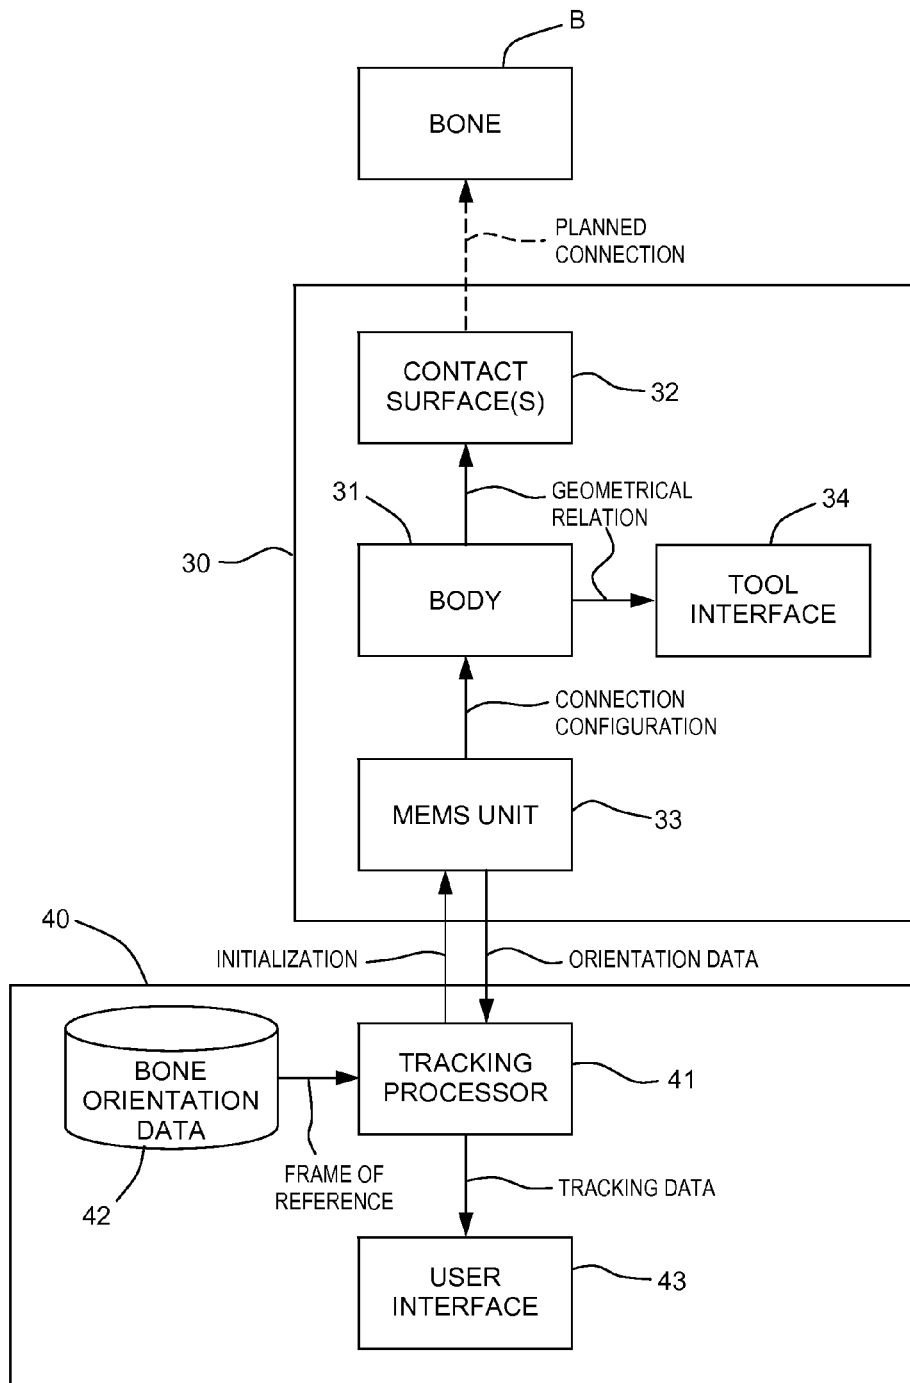 B
BONE
PLANNED
CONNECTION
CONTACT
SURFACE(S)
32
31
GEOMETRICAL
RELATION
34
30
BODY
TOOL
INTERFACE
CONNECTION
CONFIGURATION
MEMS UNIT
33
40
INITIALIZATION
ORIENTATION DATA
BONE
ORIENTATION
DATA
TRACKING
PROCESSOR
41
FRAME OF
REFERENCE
42
TRACKING DATA
USER
INTERFACE
43